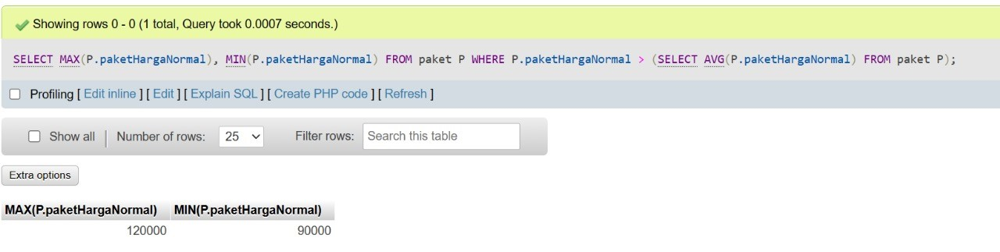 Showing rows 0 - 0 (1 total, Query took 0.0007 seconds.)
SELECT MAX(P.paketHargaNormal), MIN(P.paketHargaNormal) FROM paket P WHERE P.paketHargaNormal > (SELECT AVG(P.paketHargaNormal) FROM paket P);
Profiling [ Edit inline ] [ Edit ] [ Explain SQL ] [ Create PHP code ] [ Refresh ]
Show all | Number of rows: 25 Filter rows: Search this table
Extra options
MAX(P.paketHargaNormal) MIN(P.paketHargaNormal)
120000 90000